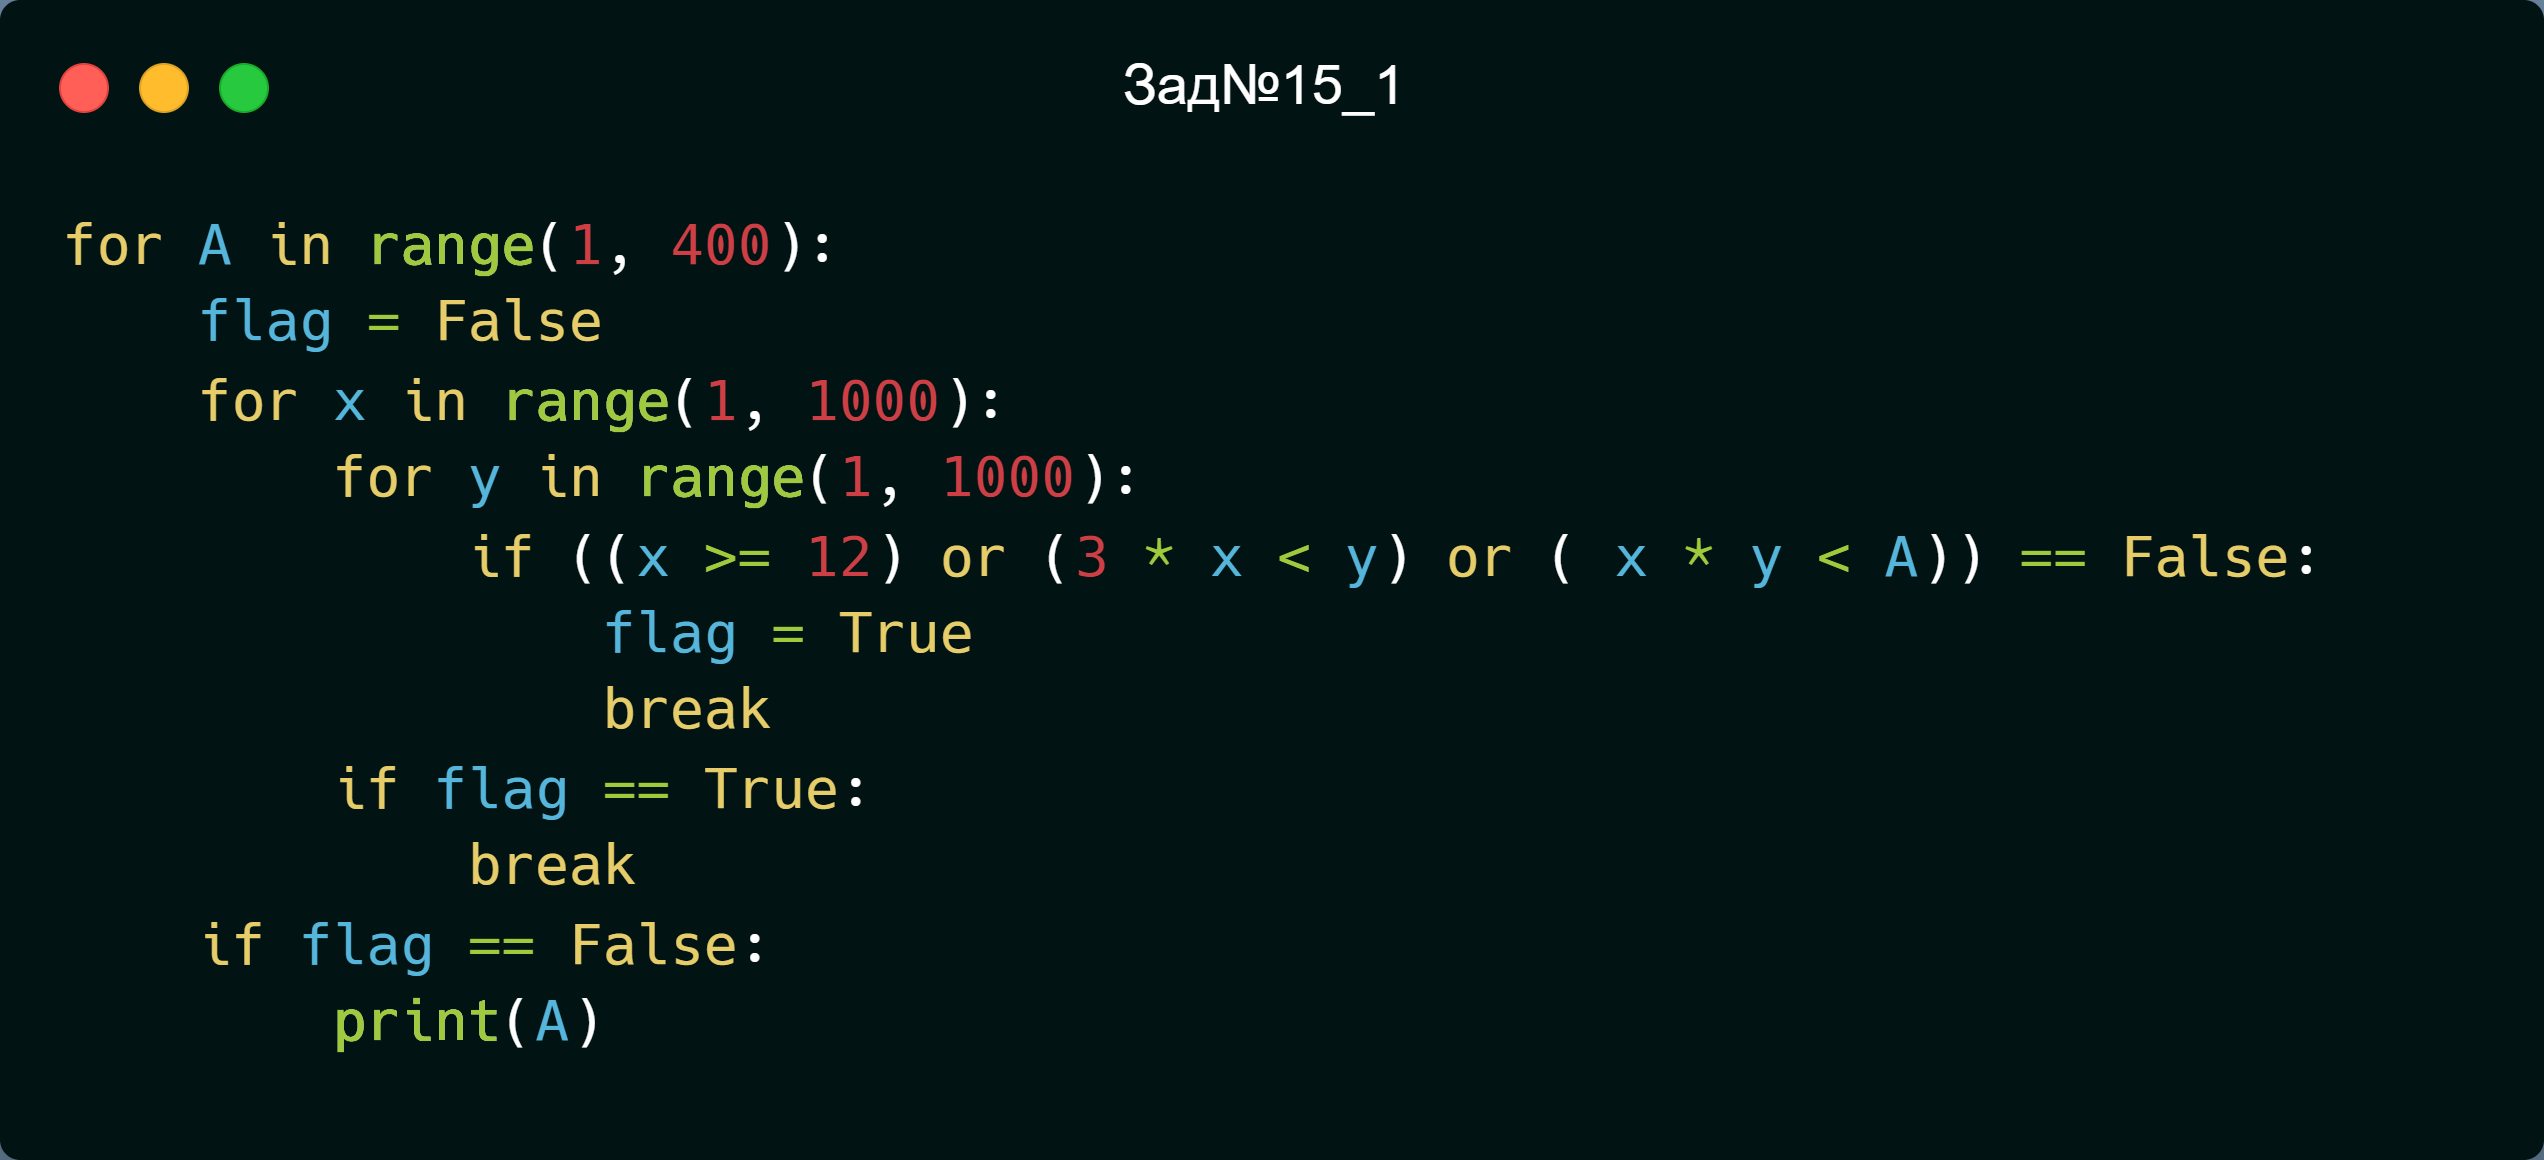 Зад№15_1
for A in range(1, 400):
    flag = False
    for x in range(1, 1000):
        for y in range(1, 1000):
            if ((x >= 12) or (3 * x < y) or ( x * y < A)) == False:
                flag = True
                break
        if flag == True:
            break
    if flag == False:
        print(A)